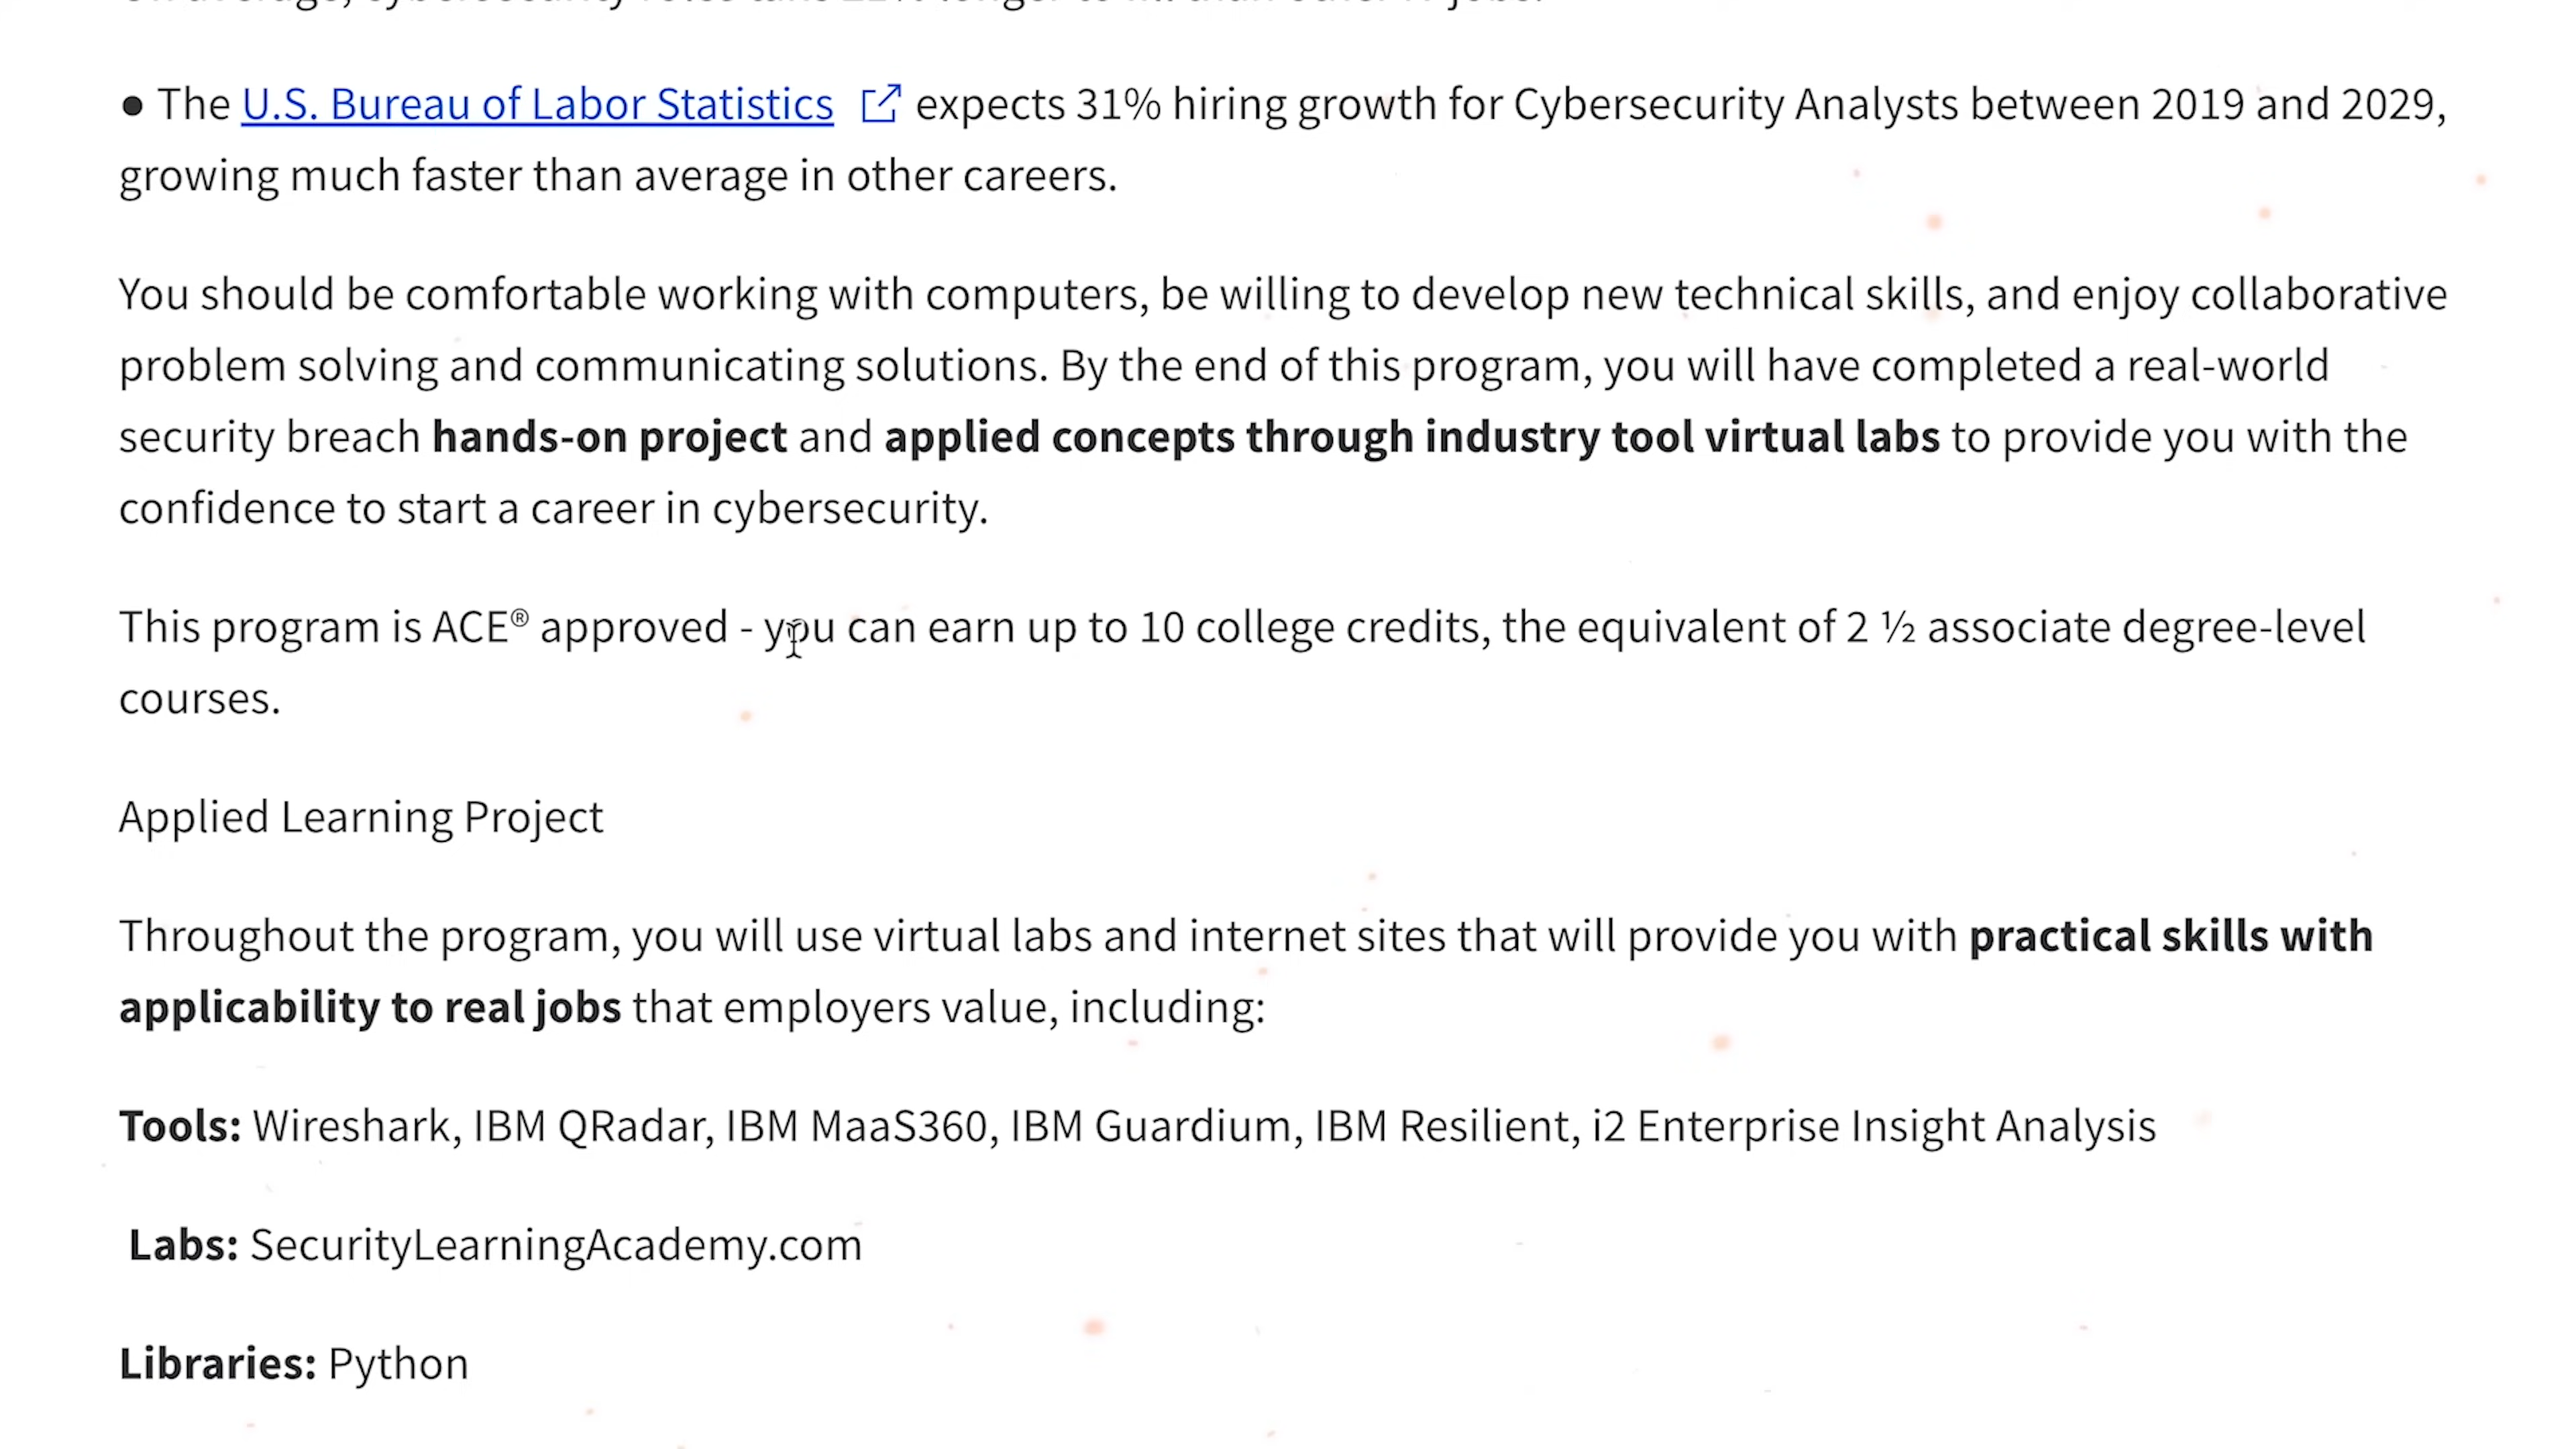 ● The U.S. Bureau of Labor Statistics expects 31% hiring growth for Cybersecurity Analysts between 2019 and 2029,
growing much faster than average in other careers.
You should be comfortable working with computers, be willing to develop new technical skills, and enjoy collaborative
problem solving and communicating solutions. By the end of this program, you will have completed a real-world
security breach hands-on project and applied concepts through industry tool virtual labs to provide you with the
confidence to start a career in cybersecurity.
This program is ACE® approved - you can earn up to 10 college credits, the equivalent of 2 ½ associate degree-level
courses.
Applied Learning Project
Throughout the program, you will use virtual labs and internet sites that will provide you with practical skills with
applicability to real jobs that employers value, including:
Tools: Wireshark, IBM QRadar, IBM MaaS360, IBM Guardium, IBM Resilient, i2 Enterprise Insight Analysis
Labs: SecurityLearningAcademy.com
Libraries: Python